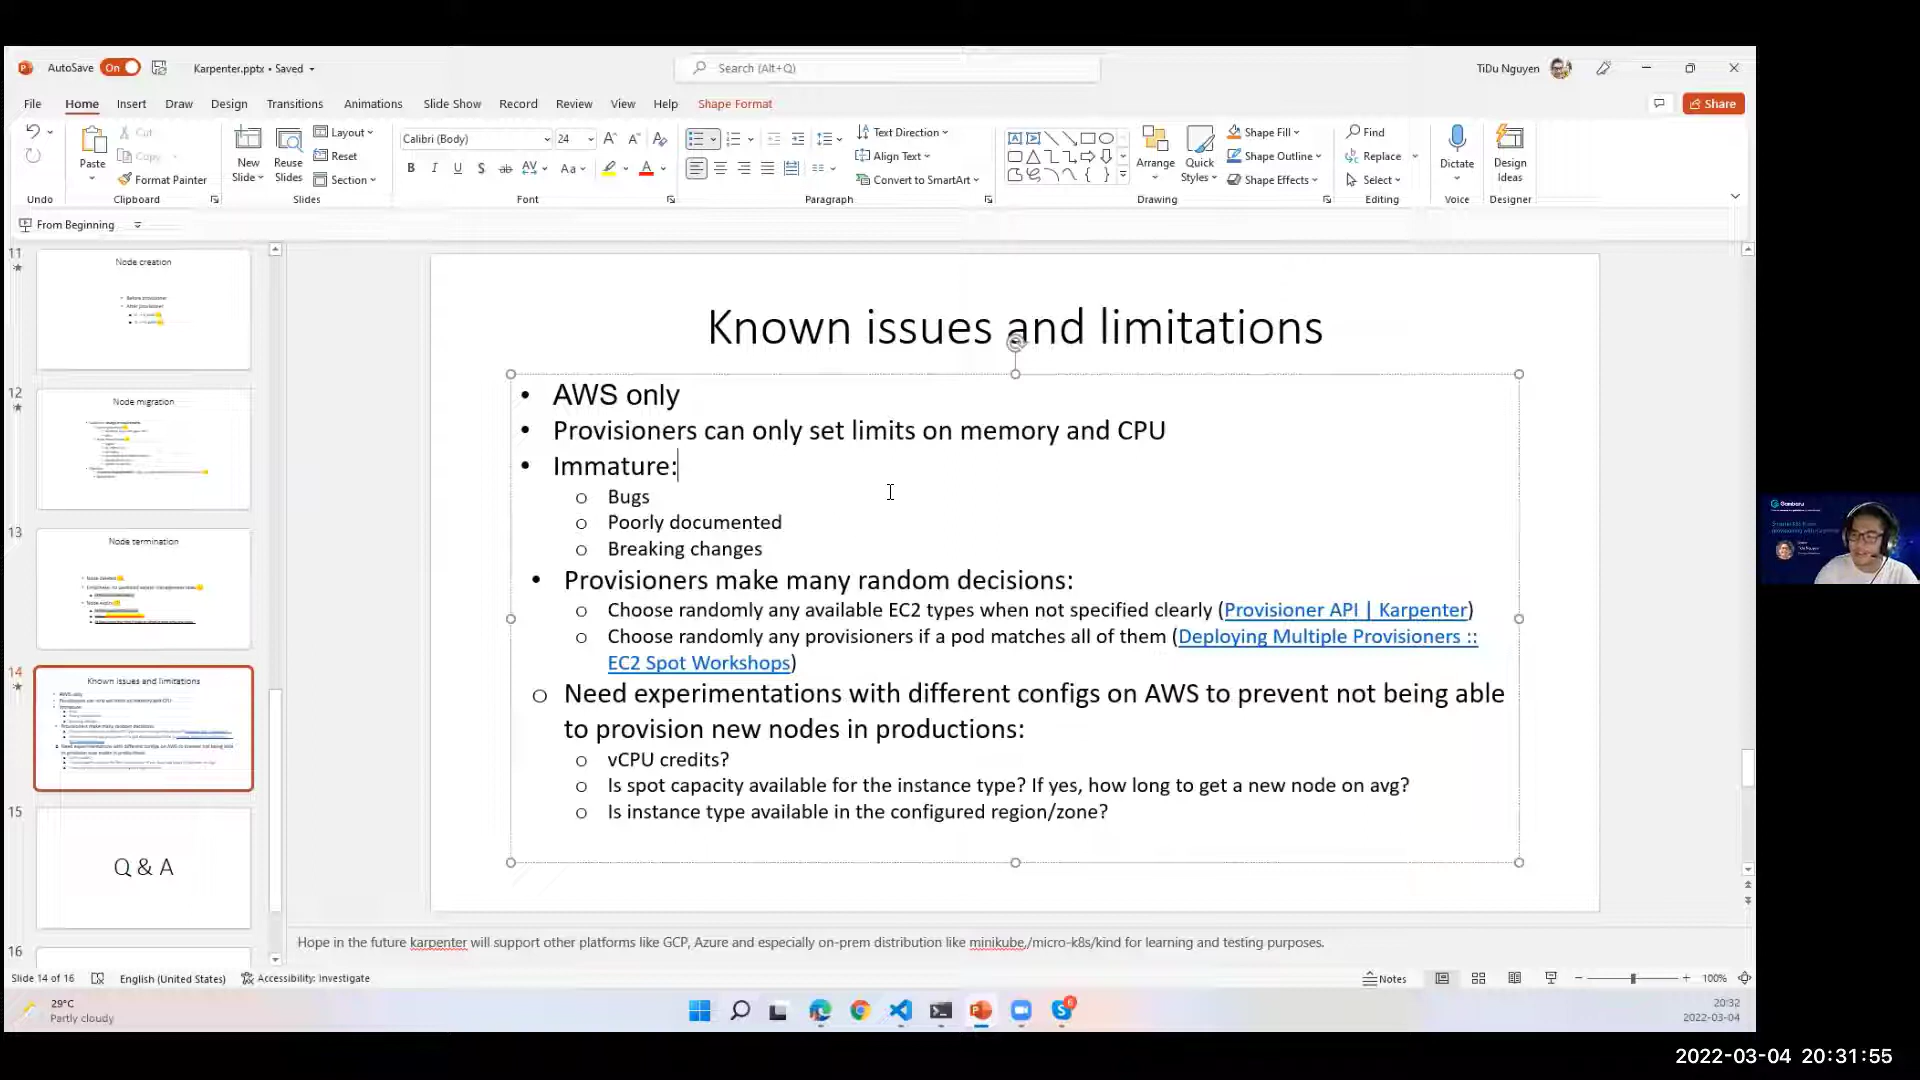 AutoSave On Karpenter.pptx • Saved Search (Alt+Q) TiDu Nguyen
File Home Insert Draw Design Transitions Animations Slide Show Record Review View Help Shape Format Share
Paste Cut Copy Format Painter
New Slide Reuse Slides Layout Reset Section
Calibri (Body) 24
Text Direction Align Text Convert to SmartArt
Arrange Quick Styles Shape Fill Shape Outline Shape Effects
Find Replace Select
Dictate Design Ideas
Undo Clipboard Slides Font Paragraph Drawing Editing Voice Designer
From Beginning
11
Node creation
12
Node migration
13
Node termination
14
Known issues and limitations
15
Q & A
16
Known issues and limitations
• AWS only
• Provisioners can only set limits on memory and CPU
• Immature:
o Bugs
o Poorly documented
o Breaking changes
• Provisioners make many random decisions:
o Choose randomly any available EC2 types when not specified clearly (Provisioner API | Karpenter)
o Choose randomly any provisioners if a pod matches all of them (Deploying Multiple Provisioners ::
EC2 Spot Workshops)
o Need experimentations with different configs on AWS to prevent not being able
to provision new nodes in productions:
o vCPU credits?
o Is spot capacity available for the instance type? If yes, how long to get a new node on avg?
o Is instance type available in the configured region/zone?
Hope in the future karpenter will support other platforms like GCP, Azure and especially on-prem distribution like minikube,/micro-k8s/kind for learning and testing purposes.
Slide 14 of 16 English (United States) Accessibility: Investigate Notes 100%
29°C
Partly cloudy
20:32
2022-03-04
2022-03-04 20:31:55